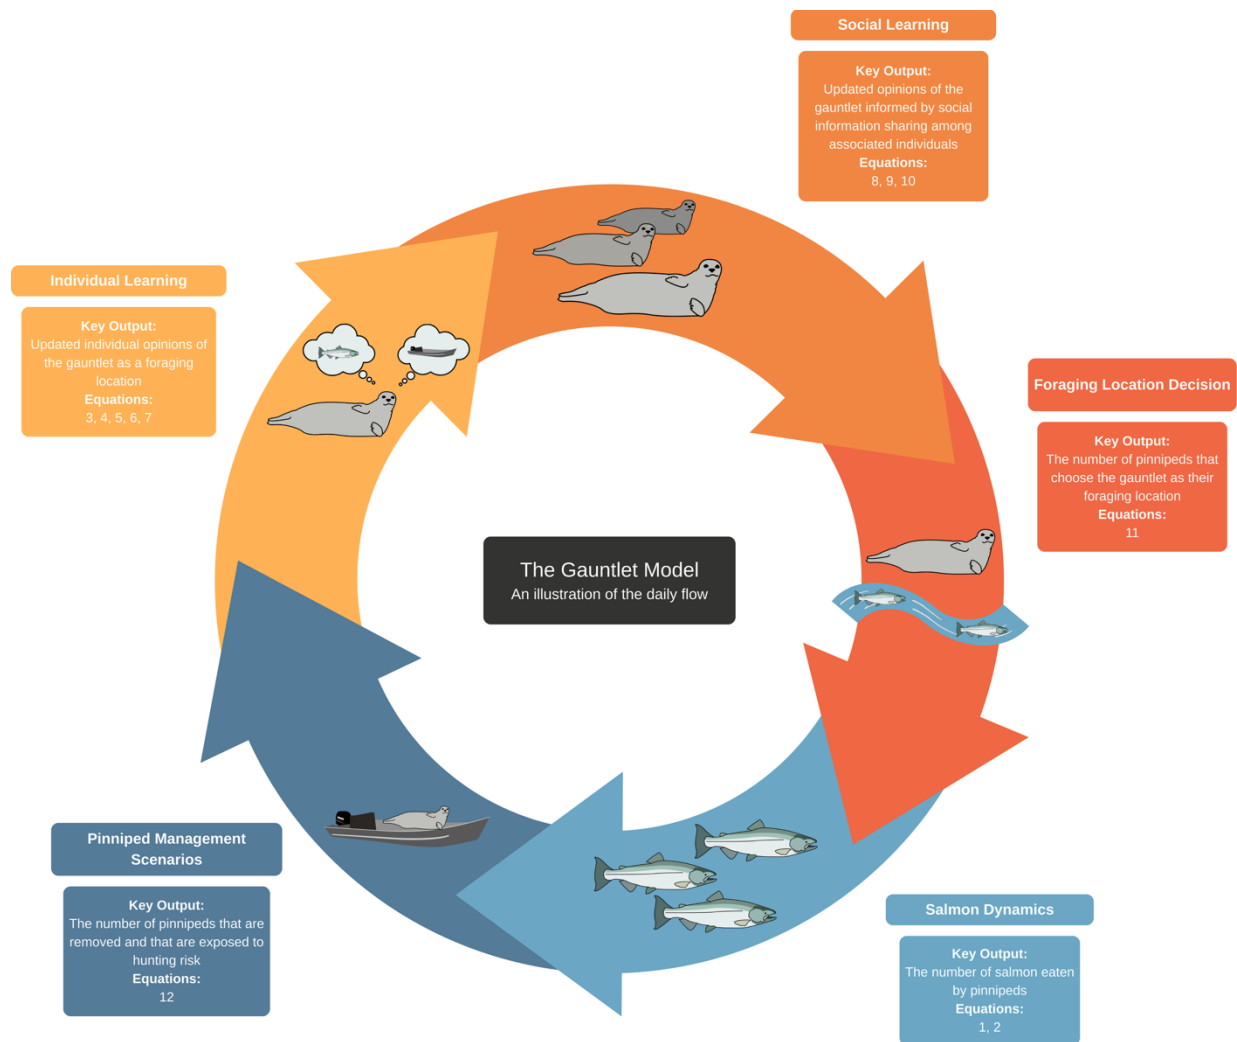 Social Learning
Key Output:
Updated opinions of the
gauntlet informed by social
information sharing among
associated individuals
Equations:
8, 9, 10
Individual Learning
Key Output:
Updated individual opinions of
the gauntlet as a foraging
location
Equations:
3, 4, 5, 6, 7
Foraging Location Decision
Key Output:
The number of pinnipeds that
choose the gauntlet as their
foraging location
Equations:
11
The Gauntlet Model
An illustration of the daily flow
Pinniped Management
Scenarios
Key Output:
The number of pinnipeds that are
removed and that are exposed to
hunting risk
Equations:
12
Salmon Dynamics
Key Output:
The number of salmon eaten
by pinnipeds
Equations:
1, 2